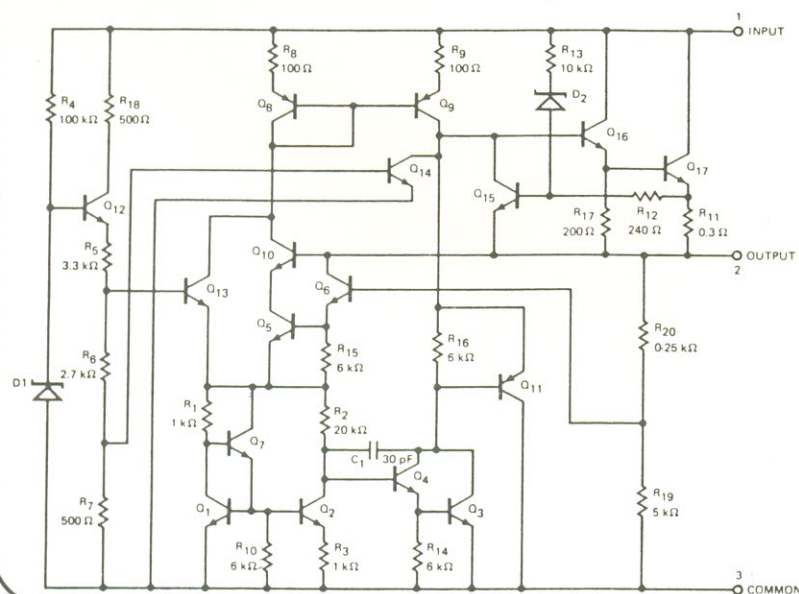 1
INPUT
R8
100 Ω
R9
100 Ω
R13
10 kΩ
R4
100 kΩ
R18
500 Ω
Q8
Q9
D2
Q16
Q14
Q17
Q12
Q15
R17
200 Ω
R12
240 Ω
R11
0.3 Ω
R5
3.3 kΩ
Q10
OUTPUT
2
Q13
Q6
Q5
R16
6 kΩ
R20
0-25 kΩ
R6
2.7 kΩ
R15
6 kΩ
D1
Q11
R1
1 kΩ
R2
20 kΩ
Q7
C1
30 pF
Q4
R7
500 Ω
Q1
Q2
Q3
R19
5 kΩ
R10
6 kΩ
R3
1 kΩ
R14
6 kΩ
3
COMMON